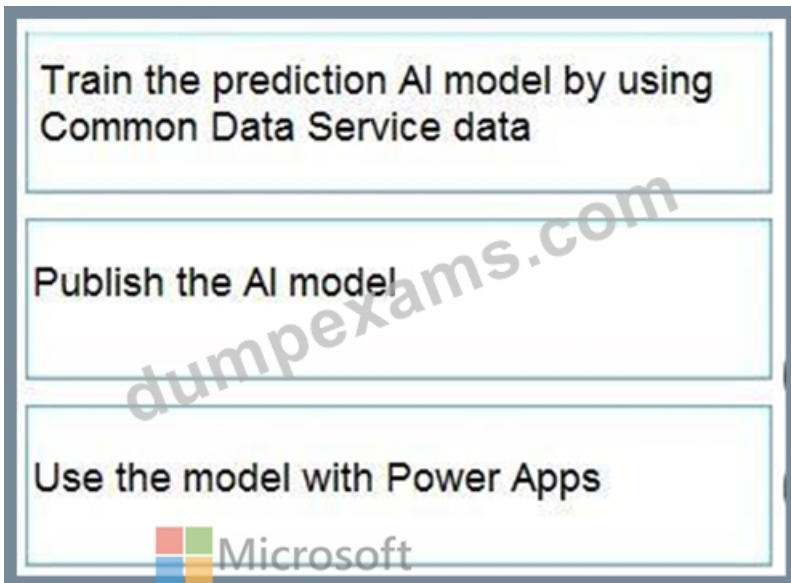 Train the prediction AI model by using
Common Data Service data
Publish the AI model
dumpexams.com
Use the model with Power Apps
Microsoft